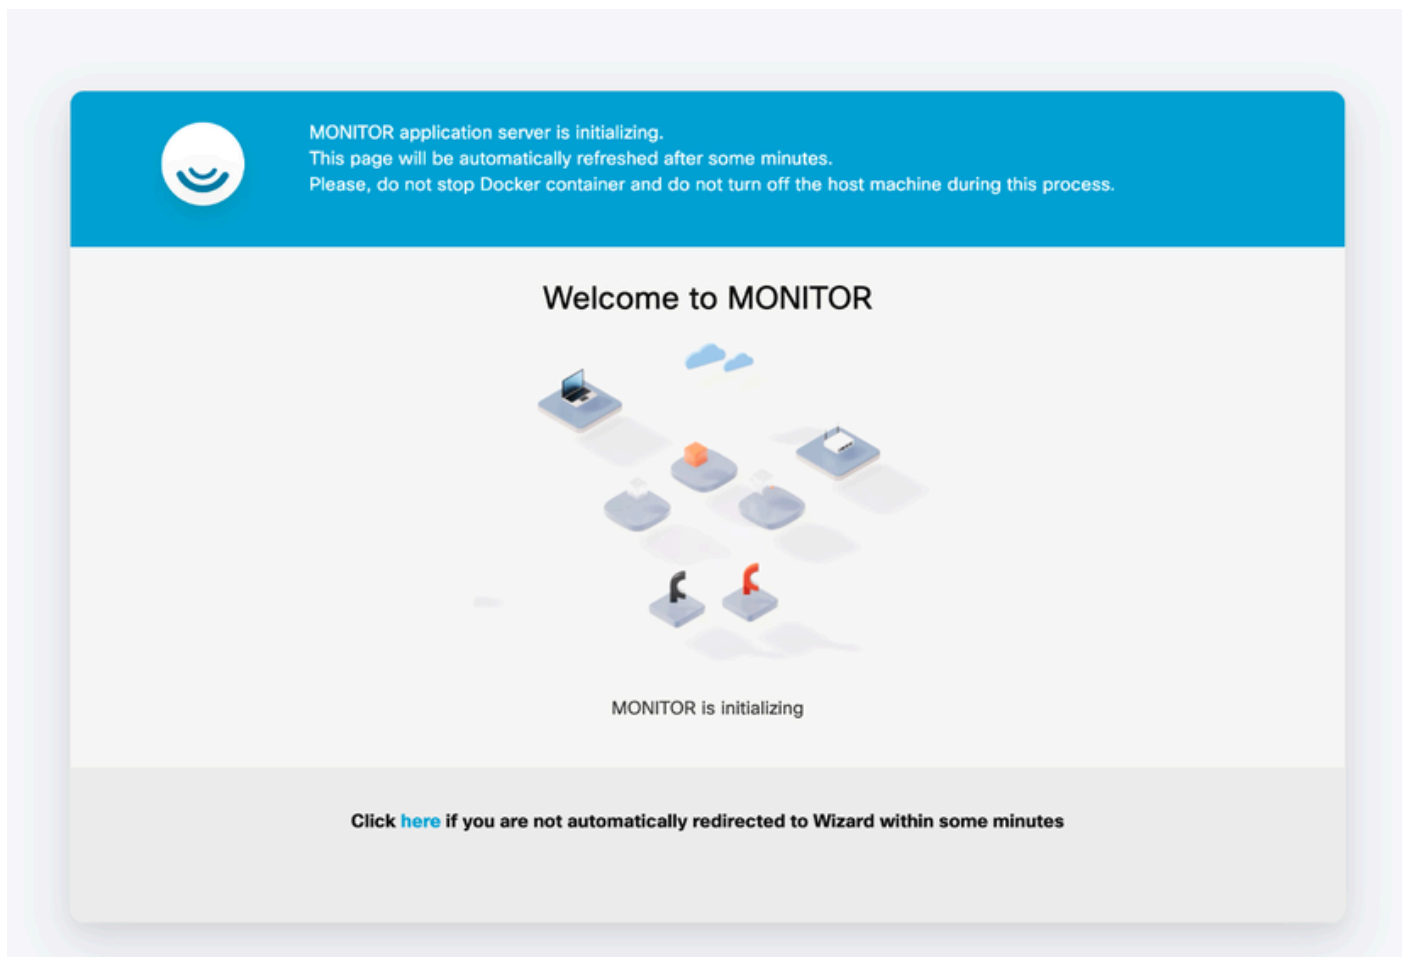 MONITOR application server is initializing.
This page will be automatically refreshed after some minutes.
Please, do not stop Docker container and do not turn off the host machine during this process.
Welcome to MONITOR
MONITOR is initializing
Click here if you are not automatically redirected to Wizard within some minutes